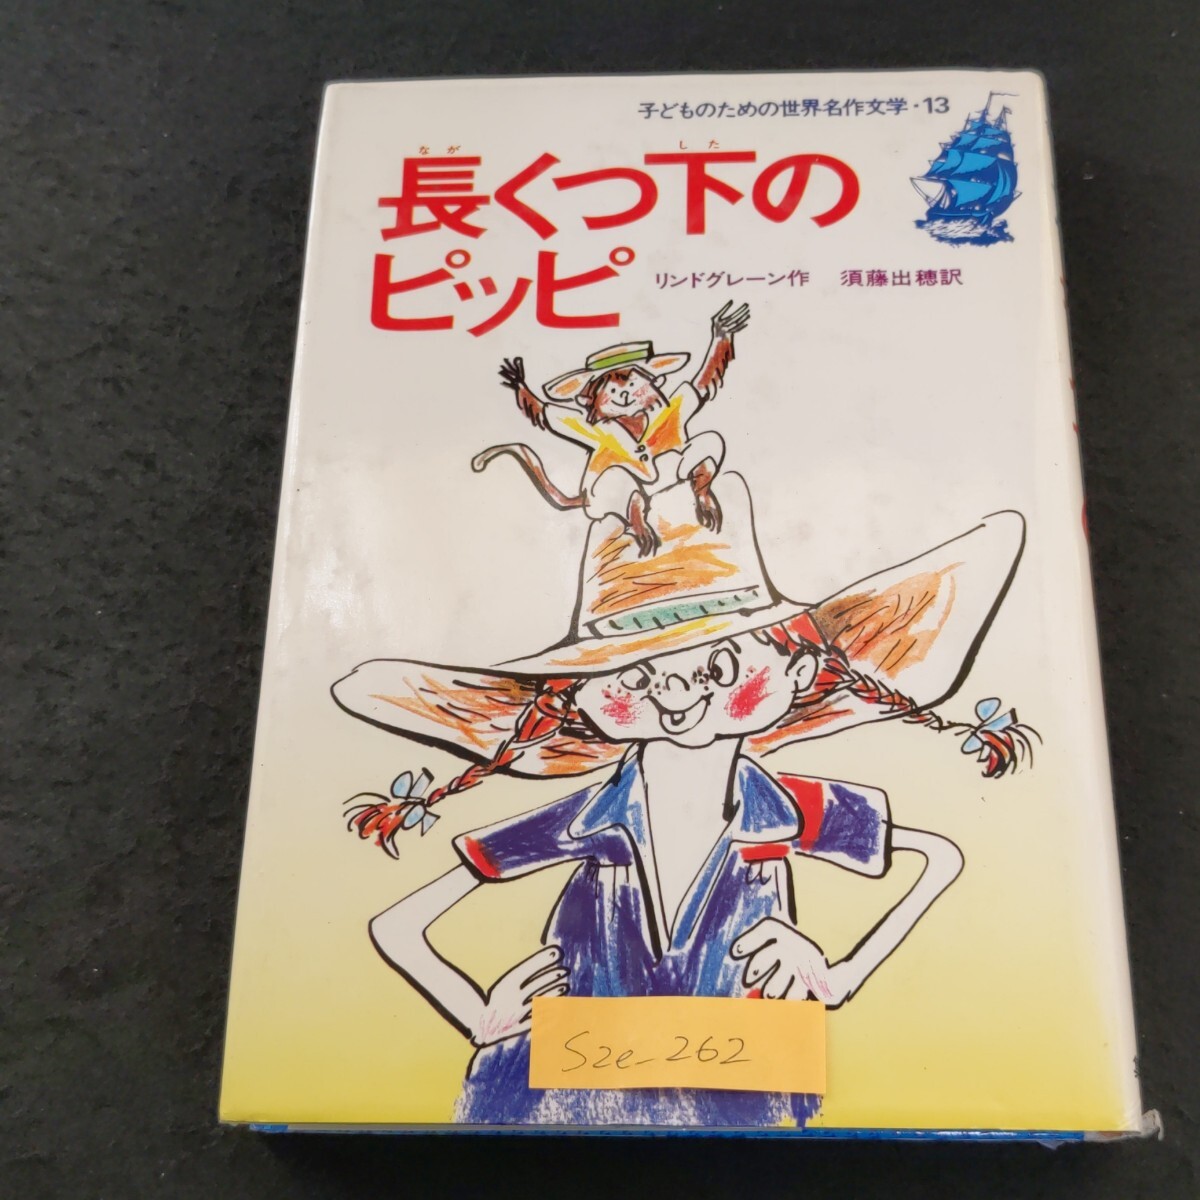 子どものための世界名作文学・13
なが した
長くつ下の
ピッピ
リンドグレーン作 須藤出穂訳
S2e-262